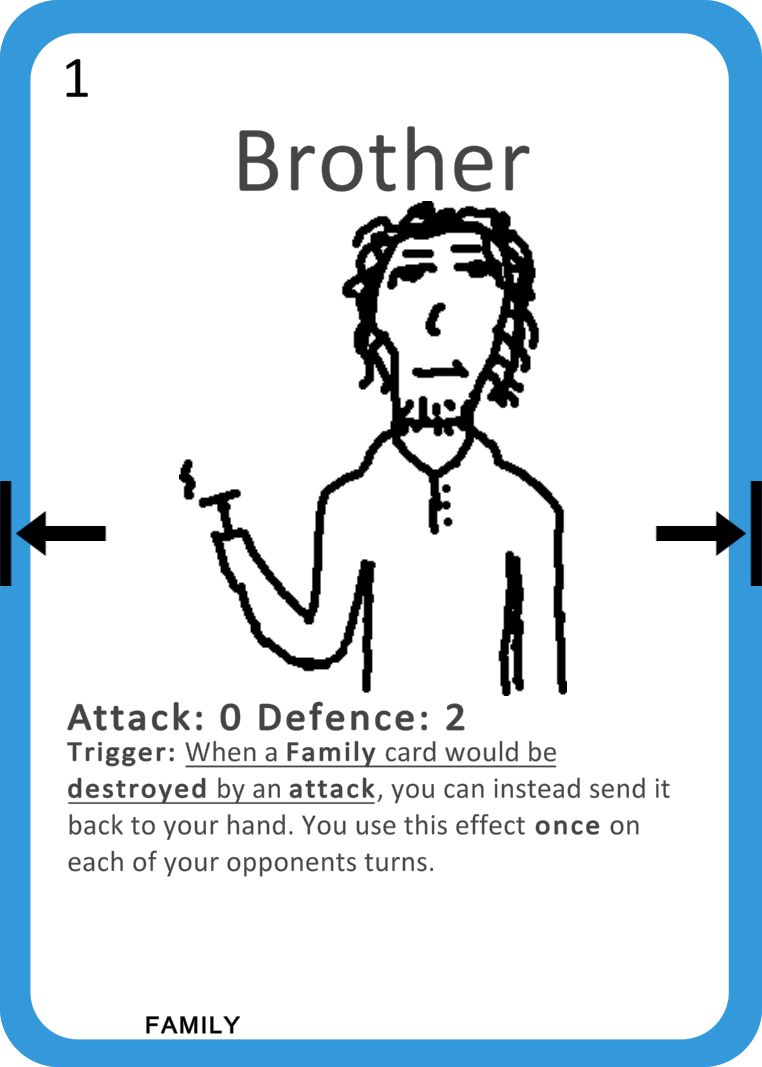 1
Brother
Attack: 0 Defence: 2
Trigger: When a Family card would be
destroyed by an attack, you can instead send it
back to your hand. You use this effect once on
each of your opponents turns.
FAMILY